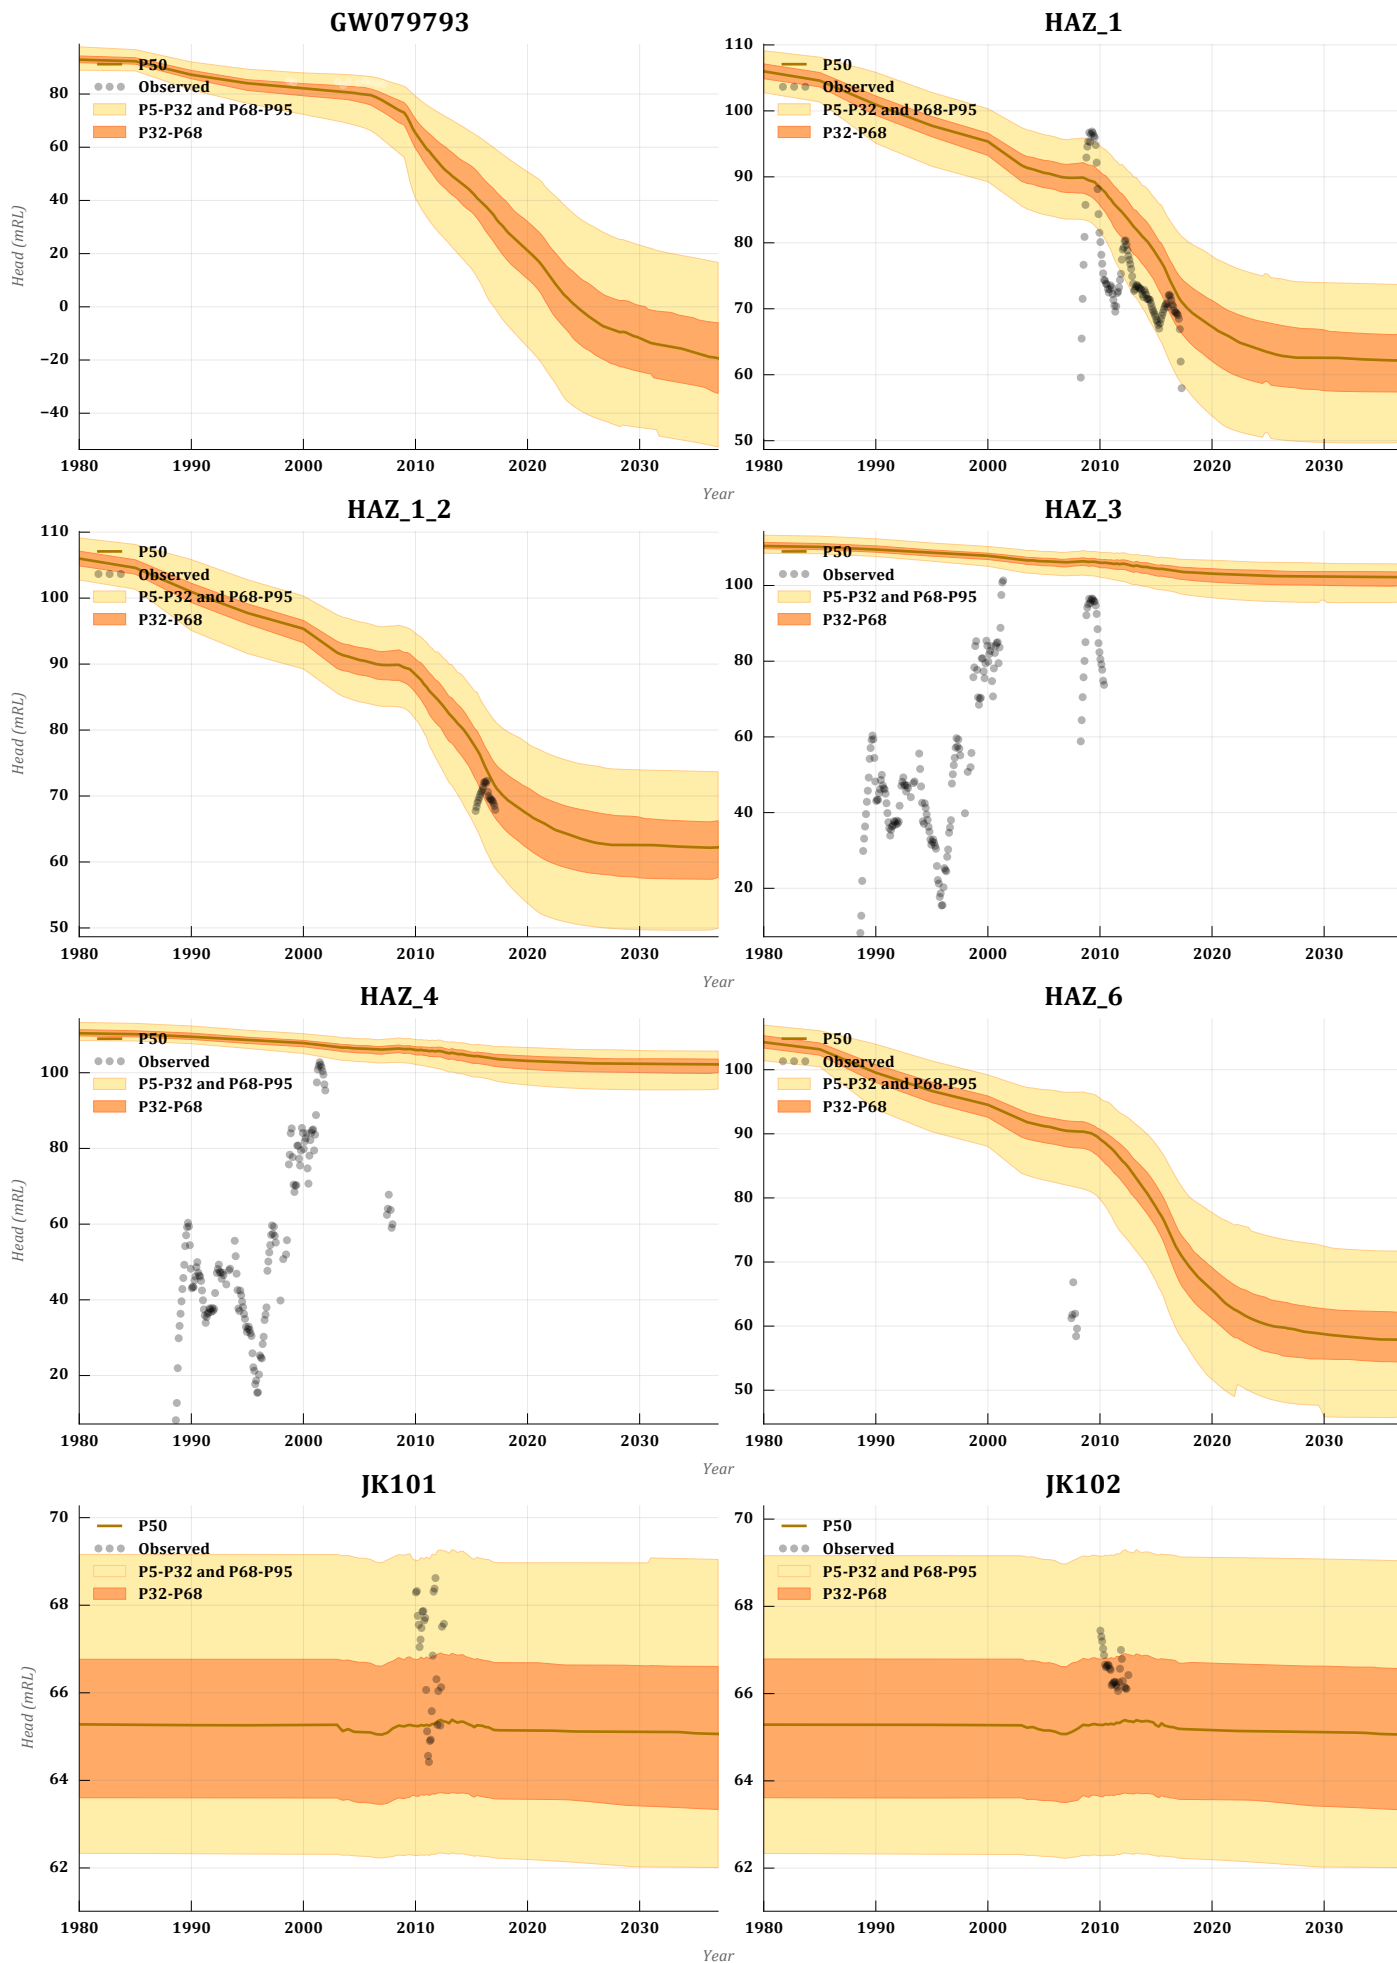 GW079793
P50
Observed
P5-P32 and P68-P95
P32-P68
80
60
40
20
0
−20
−40
Head (mRL)
1980 1990 2000 2010 2020 2030
HAZ_1
P50
Observed
P5-P32 and P68-P95
P32-P68
110
100
90
80
70
60
50
1980 1990 2000 2010 2020 2030
Year
HAZ_1_2
P50
Observed
P5-P32 and P68-P95
P32-P68
110
100
90
80
70
60
50
Head (mRL)
1980 1990 2000 2010 2020 2030
HAZ_3
P50
Observed
P5-P32 and P68-P95
P32-P68
100
80
60
40
20
1980 1990 2000 2010 2020 2030
Year
HAZ_4
P50
Observed
P5-P32 and P68-P95
P32-P68
100
80
60
40
20
Head (mRL)
1980 1990 2000 2010 2020 2030
HAZ_6
P50
Observed
P5-P32 and P68-P95
P32-P68
100
90
80
70
60
50
1980 1990 2000 2010 2020 2030
Year
JK101
P50
Observed
P5-P32 and P68-P95
P32-P68
70
68
66
64
62
Head (mRL)
1980 1990 2000 2010 2020 2030
JK102
P50
Observed
P5-P32 and P68-P95
P32-P68
70
68
66
64
62
1980 1990 2000 2010 2020 2030
Year